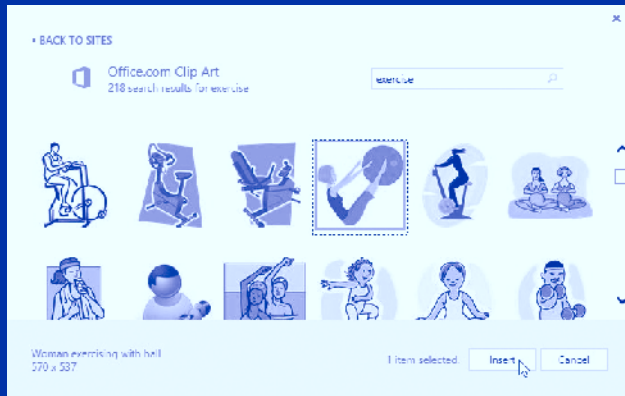 ◂ BACK TO SITES
Office.com Clip Art
218 search results for exercise
exercise
Woman exercising with ball
570 x 537
1 item selected.
Insert
Cancel